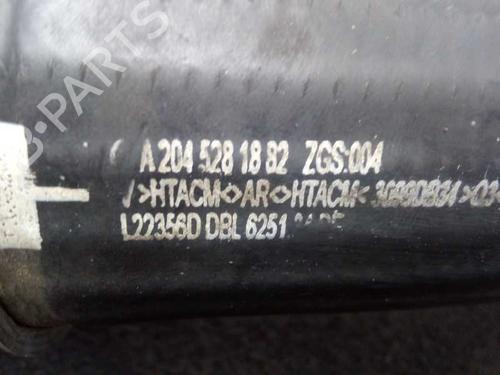 A 204 528 18 82 ZGS:004
/>HTACM<>AR<>HTACM<
L22356D DBL 6251
B-PARTS